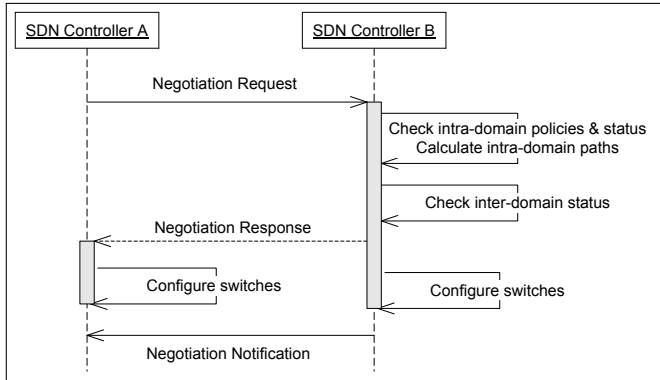 SDN Controller A
SDN Controller B
Negotiation Request
Check intra-domain policies & status
Calculate intra-domain paths
Check inter-domain status
Negotiation Response
Configure switches
Configure switches
Negotiation Notification